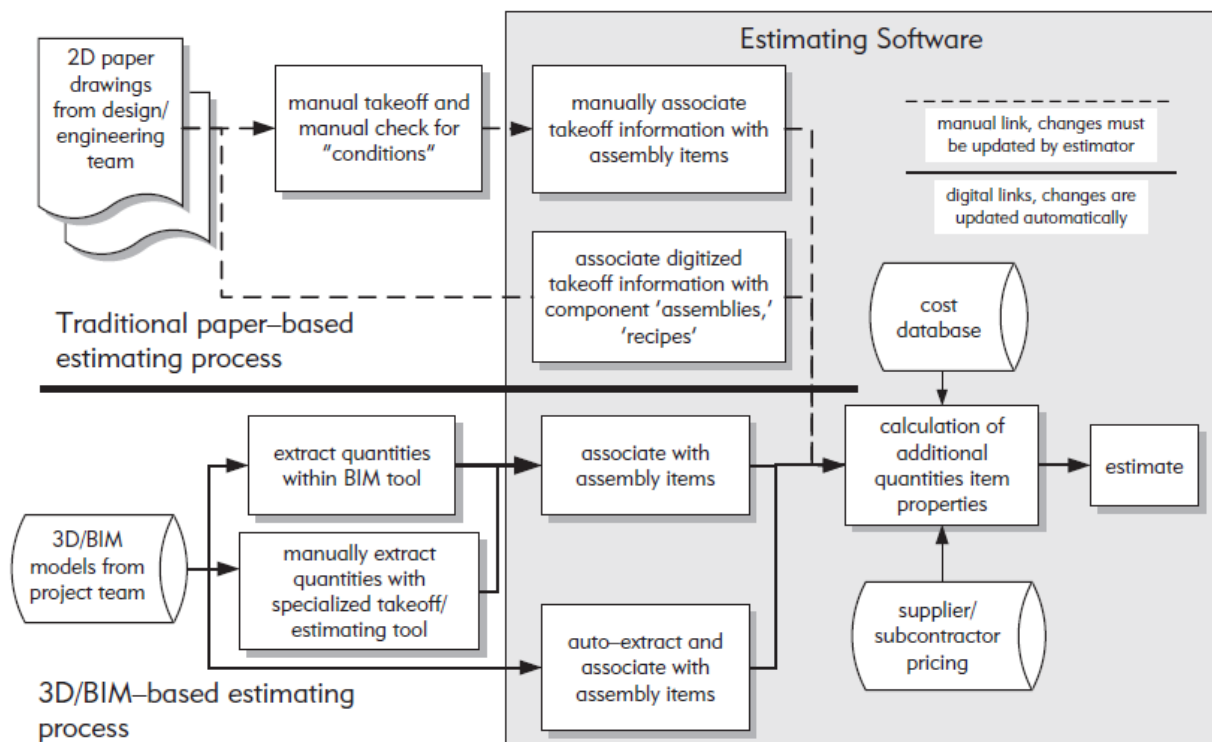 Estimating Software
2D paper
drawings
from design/
engineering
team
manual takeoff and
manual check for
"conditions"
manually associate
takeoff information with
assembly items
manual link, changes must
be updated by estimator
digital links, changes are
updated automatically
associate digitized
takeoff information with
component 'assemblies,'
'recipes'
cost
database
Traditional paper–based
estimating process
extract quantities
within BIM tool
associate with
assembly items
calculation of
additional
quantities item
properties
estimate
3D/BIM
models from
project team
manually extract
quantities with
specialized takeoff/
estimating tool
auto–extract and
associate with
assembly items
supplier/
subcontractor
pricing
3D/BIM–based estimating
process